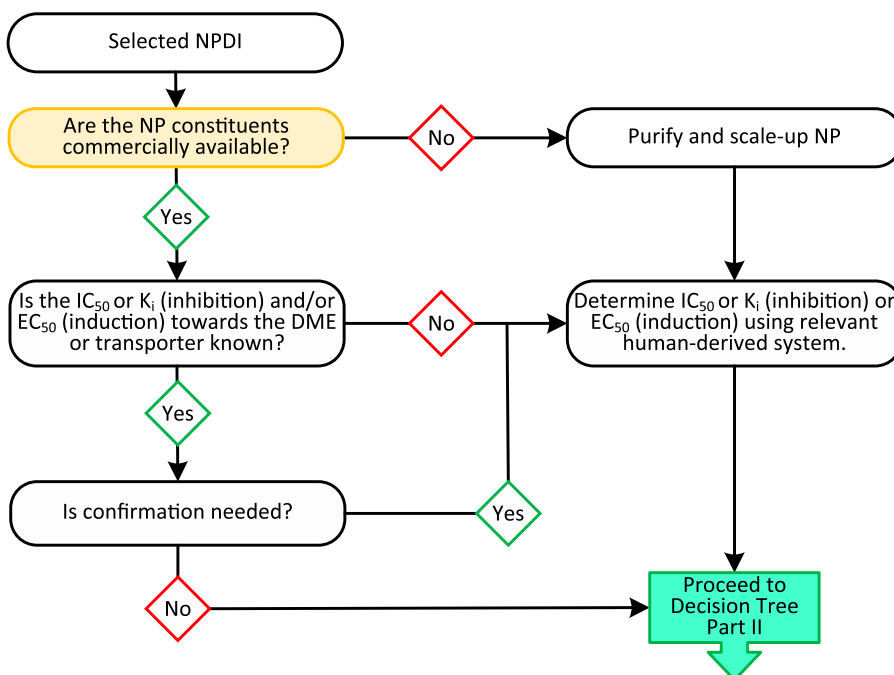 Selected NPDI
Are the NP constituents
commercially available?
No
Purify and scale-up NP
Yes
Is the IC₅₀ or Kᵢ (inhibition) and/or
EC₅₀ (induction) towards the DME
or transporter known?
No
Determine IC₅₀ or Kᵢ (inhibition) or
EC₅₀ (induction) using relevant
human-derived system.
Yes
Is confirmation needed?
Yes
No
Proceed to
Decision Tree
Part II